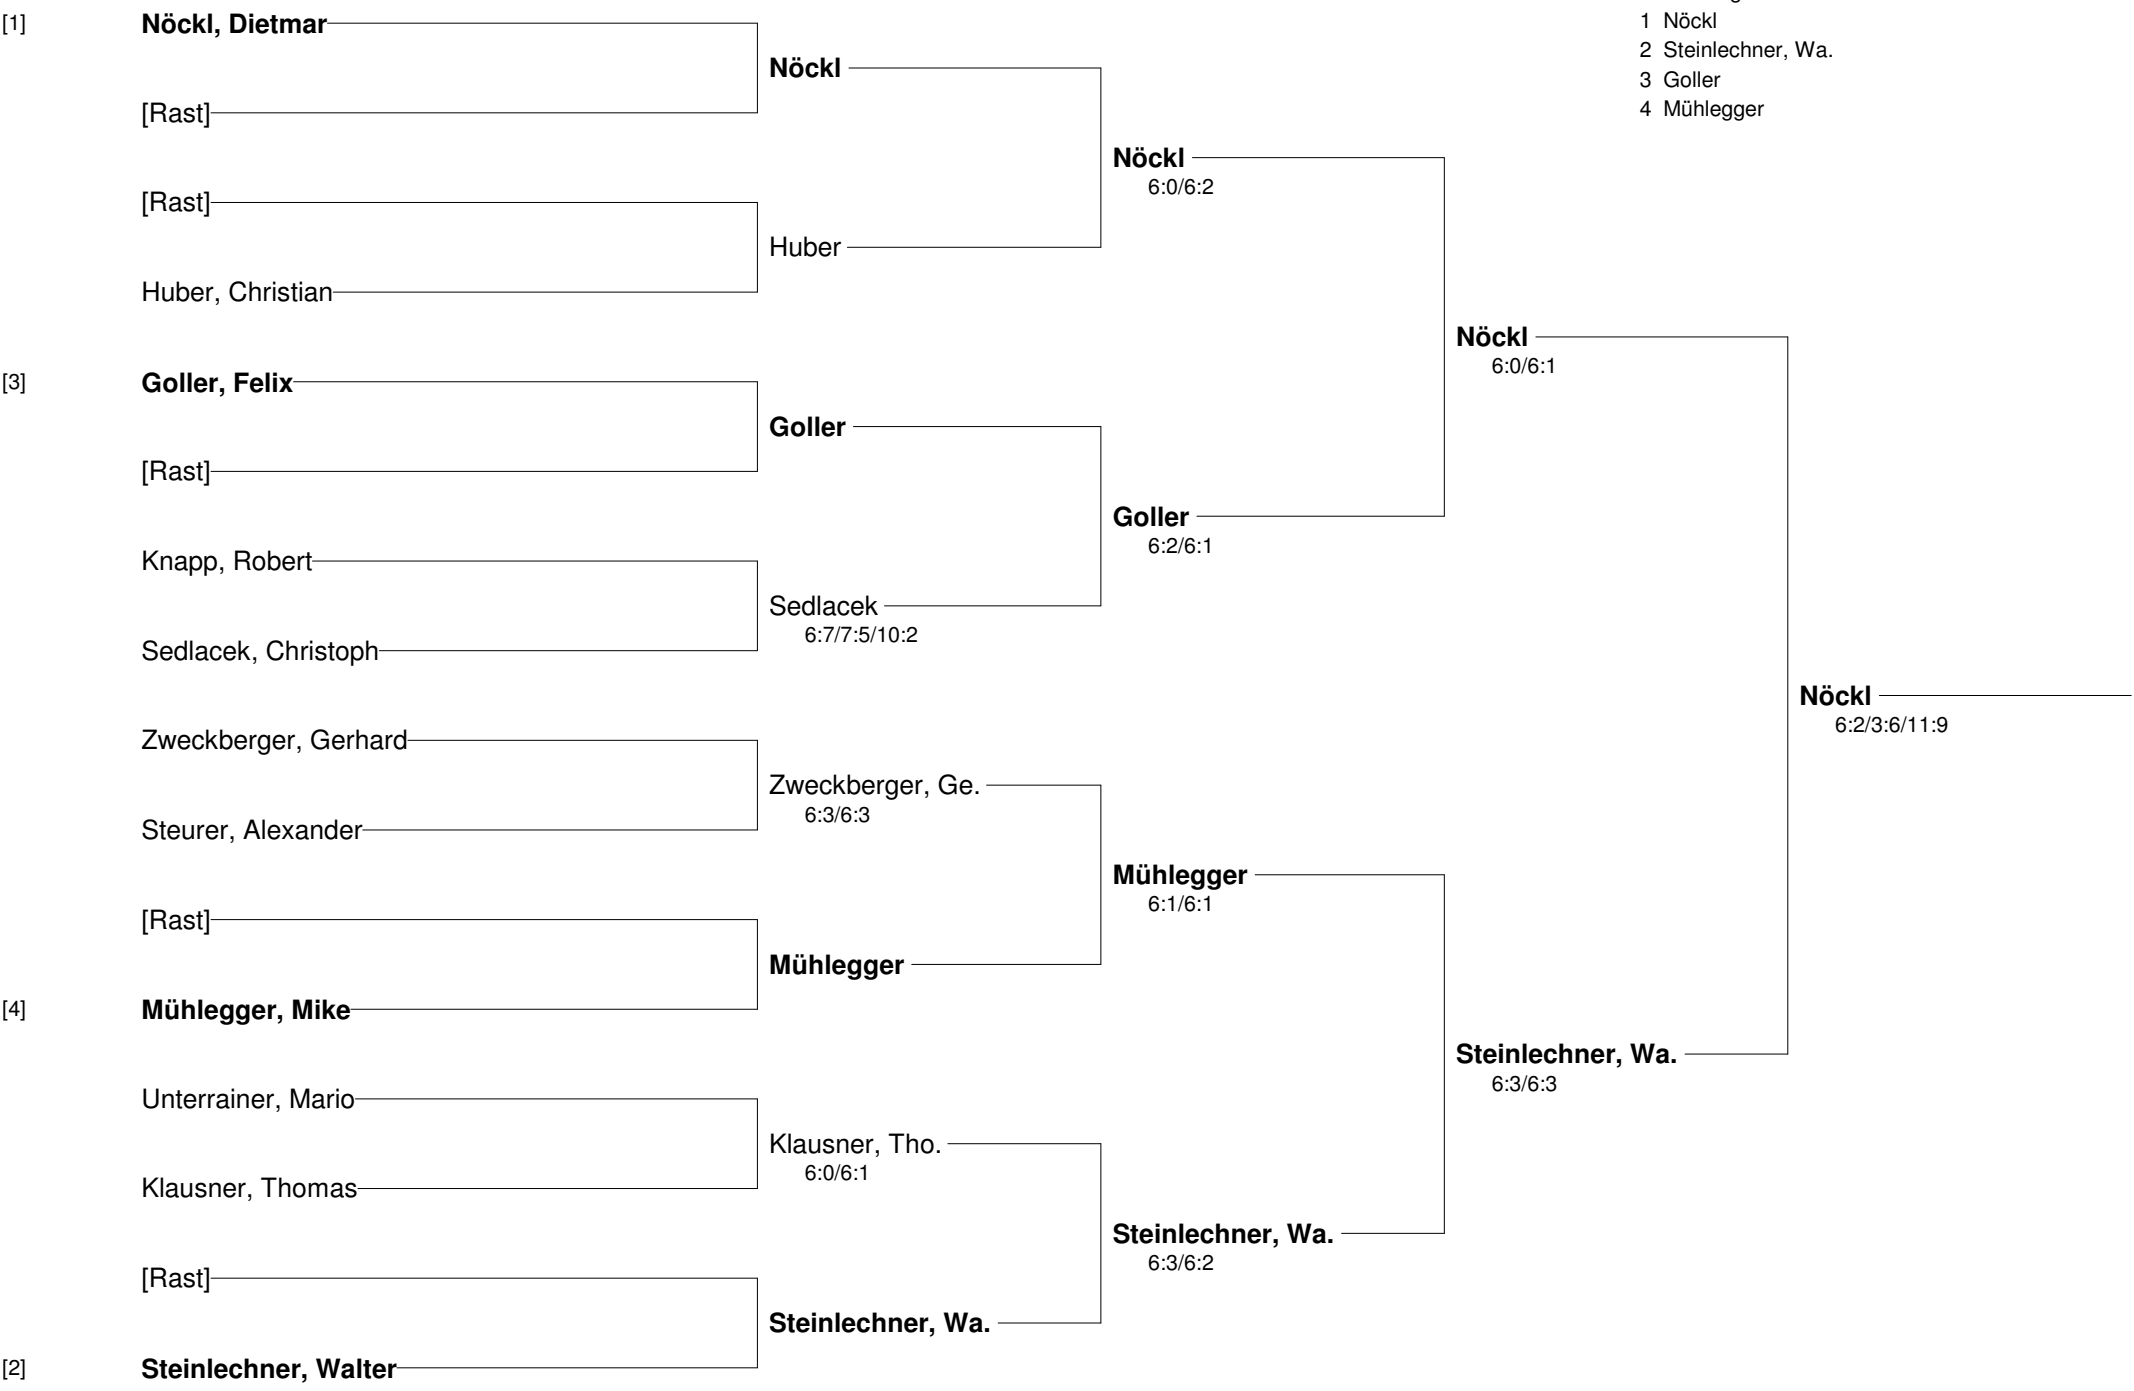 [1] Nöckl, Dietmar
[Rast]
[Rast]
Huber, Christian
[3] Goller, Felix
[Rast]
Knapp, Robert
Sedlacek, Christoph
Zweckberger, Gerhard
Steurer, Alexander
[Rast]
[4] Mühlegger, Mike
Unterrainer, Mario
Klausner, Thomas
[Rast]
[2] Steinlechner, Walter
Nöckl
Huber
Goller
Sedlacek
6:7/7:5/10:2
Zweckberger, Ge.
6:3/6:3
Mühlegger
Klausner, Tho.
6:0/6:1
Steinlechner, Wa.
Nöckl
6:0/6:2
Goller
6:2/6:1
Mühlegger
6:1/6:1
Steinlechner, Wa.
6:3/6:2
Nöckl
6:0/6:1
Steinlechner, Wa.
6:3/6:3
Nöckl
6:2/3:6/11:9
1 Nöckl
2 Steinlechner, Wa.
3 Goller
4 Mühlegger